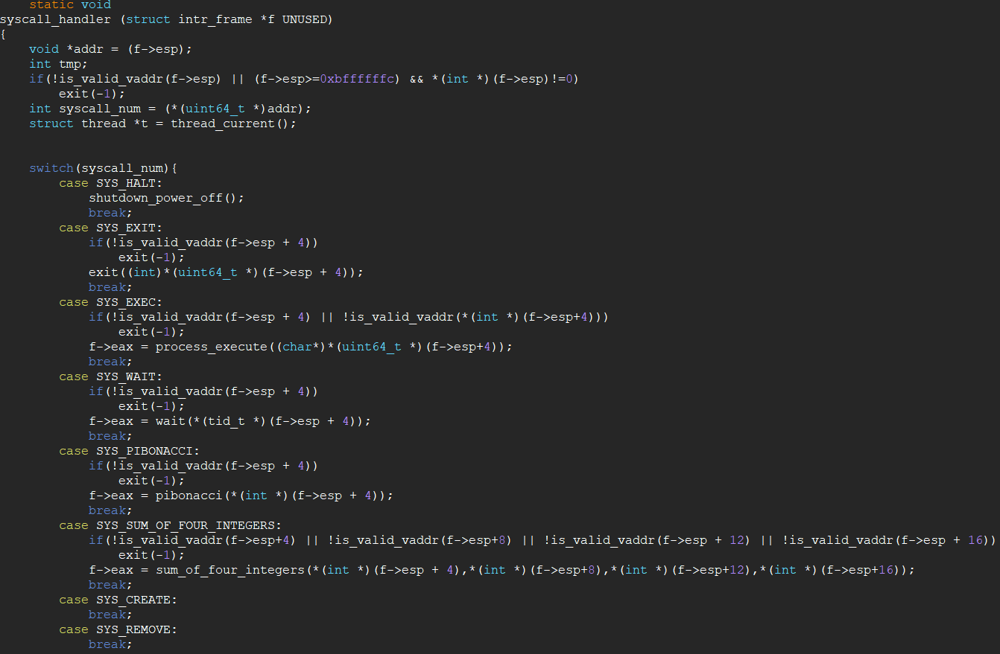 static void
syscall_handler (struct intr_frame *f UNUSED)
{
    void *addr = (f->esp);
    int tmp;
    if(!is_valid_vaddr(f->esp) || (f->esp>=0xbffffffc) && *(int *)(f->esp)!=0)
        exit(-1);
    int syscall_num = (*(uint64_t *)addr);
    struct thread *t = thread_current();
    switch(syscall_num){
        case SYS_HALT:
            shutdown_power_off();
            break;
        case SYS_EXIT:
            if(!is_valid_vaddr(f->esp + 4))
                exit(-1);
            exit((int)*(uint64_t *)(f->esp + 4));
            break;
        case SYS_EXEC:
            if(!is_valid_vaddr(f->esp + 4) || !is_valid_vaddr(*(int *)(f->esp+4)))
                exit(-1);
            f->eax = process_execute((char*)*(uint64_t *)(f->esp+4));
            break;
        case SYS_WAIT:
            if(!is_valid_vaddr(f->esp + 4))
                exit(-1);
            f->eax = wait(*(tid_t *)(f->esp + 4));
            break;
        case SYS_PIBONACCI:
            if(!is_valid_vaddr(f->esp + 4))
                exit(-1);
            f->eax = pibonacci(*(int *)(f->esp + 4));
            break;
        case SYS_SUM_OF_FOUR_INTEGERS:
            if(!is_valid_vaddr(f->esp+4) || !is_valid_vaddr(f->esp+8) || !is_valid_vaddr(f->esp + 12) || !is_valid_vaddr(f->esp + 16))
                exit(-1);
            f->eax = sum_of_four_integers(*(int *)(f->esp + 4),*(int *)(f->esp+8),*(int *)(f->esp+12),*(int *)(f->esp+16));
            break;
        case SYS_CREATE:
            break;
        case SYS_REMOVE:
            break;